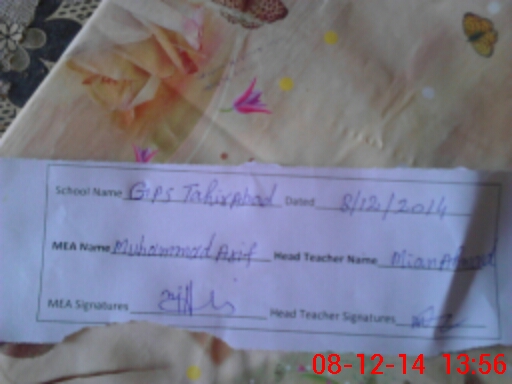 School Name GPS Tahirabad Dated 8/12/2014
MEA Name Muhammad Asif Head Teacher Name Mian
MEA Signatures Head Teacher Signatures
08-12-14 13:56